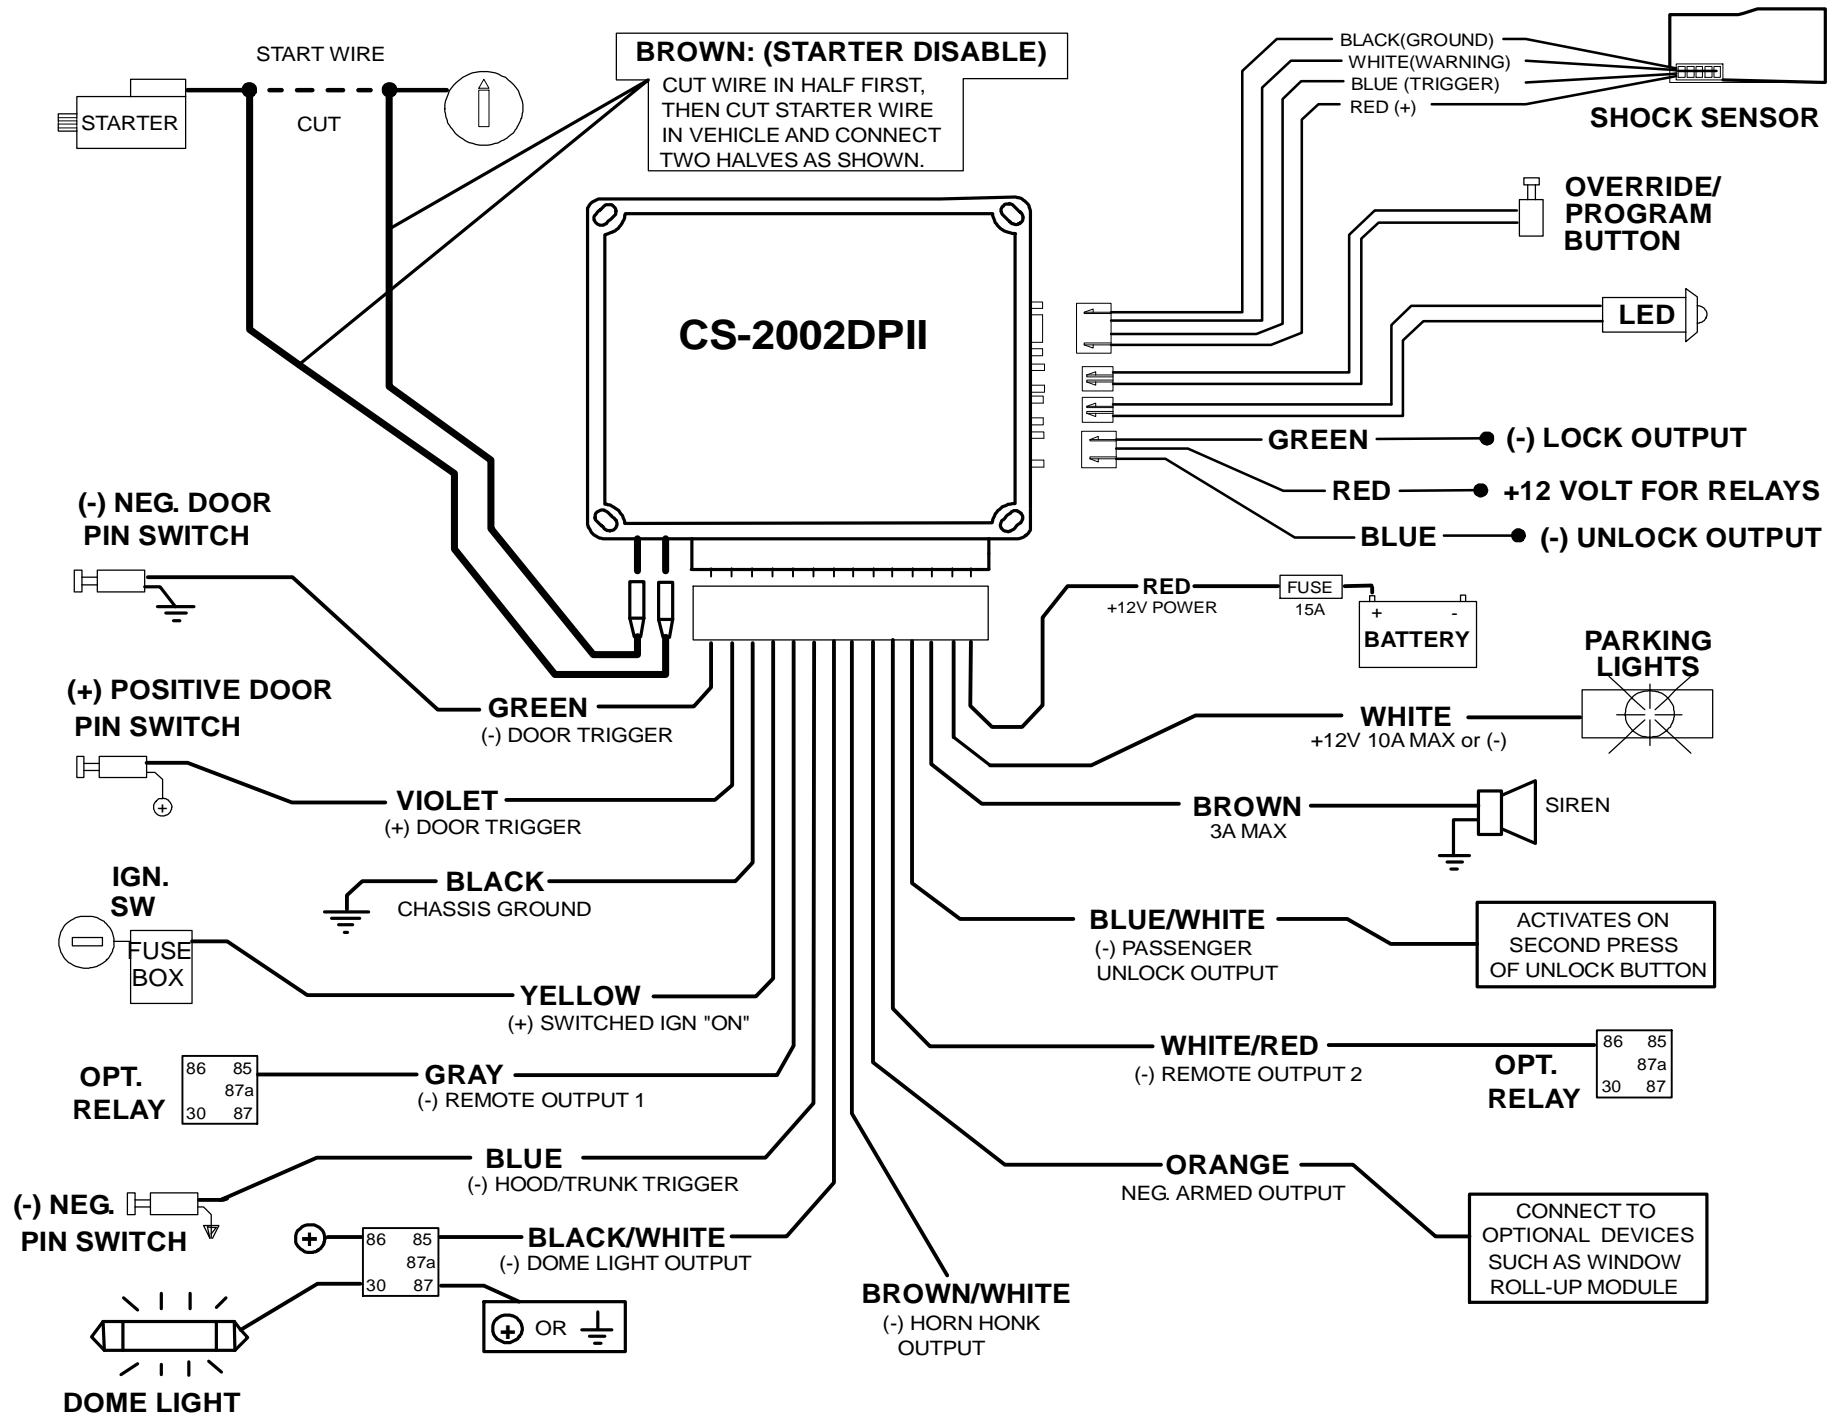 START WIRE
STARTER
CUT
BROWN: (STARTER DISABLE)
CUT WIRE IN HALF FIRST,
THEN CUT STARTER WIRE
IN VEHICLE AND CONNECT
TWO HALVES AS SHOWN.
BLACK(GROUND)
WHITE(WARNING)
BLUE (TRIGGER)
RED (+)
SHOCK SENSOR
OVERRIDE/
PROGRAM
BUTTON
LED
CS-2002DPII
GREEN
(-) LOCK OUTPUT
RED
+12 VOLT FOR RELAYS
BLUE
(-) UNLOCK OUTPUT
(-) NEG. DOOR
PIN SWITCH
GREEN
(-) DOOR TRIGGER
(+) POSITIVE DOOR
PIN SWITCH
+
VIOLET
(+) DOOR TRIGGER
BLACK
CHASSIS GROUND
IGN.
SW
FUSE
BOX
YELLOW
(+) SWITCHED IGN "ON"
OPT.
RELAY
86 85
87a
30 87
GRAY
(-) REMOTE OUTPUT 1
(-) NEG.
PIN SWITCH
BLUE
(-) HOOD/TRUNK TRIGGER
+
86 85
87a
30 87
BLACK/WHITE
(-) DOME LIGHT OUTPUT
+ OR
DOME LIGHT
BROWN/WHITE
(-) HORN HONK
OUTPUT
RED
+12V POWER
FUSE
15A
+ -
BATTERY
PARKING
LIGHTS
WHITE
+12V 10A MAX or (-)
BROWN
3A MAX
SIREN
BLUE/WHITE
(-) PASSENGER
UNLOCK OUTPUT
ACTIVATES ON
SECOND PRESS
OF UNLOCK BUTTON
WHITE/RED
(-) REMOTE OUTPUT 2
OPT.
RELAY
86 85
87a
30 87
ORANGE
NEG. ARMED OUTPUT
CONNECT TO
OPTIONAL DEVICES
SUCH AS WINDOW
ROLL-UP MODULE